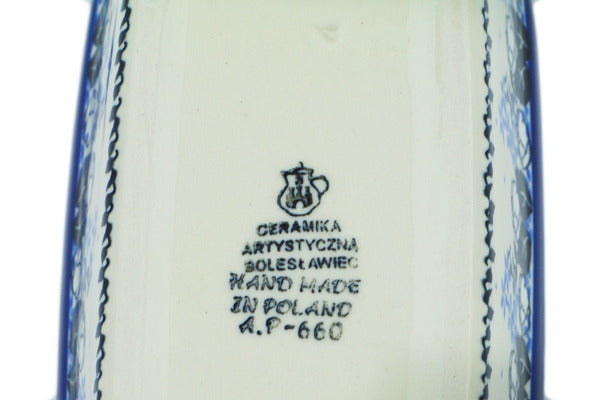 CERAMIKA
ARTYSTYCZNA
BOLESŁAWIEC
HAND MADE
IN POLAND
A.P-660